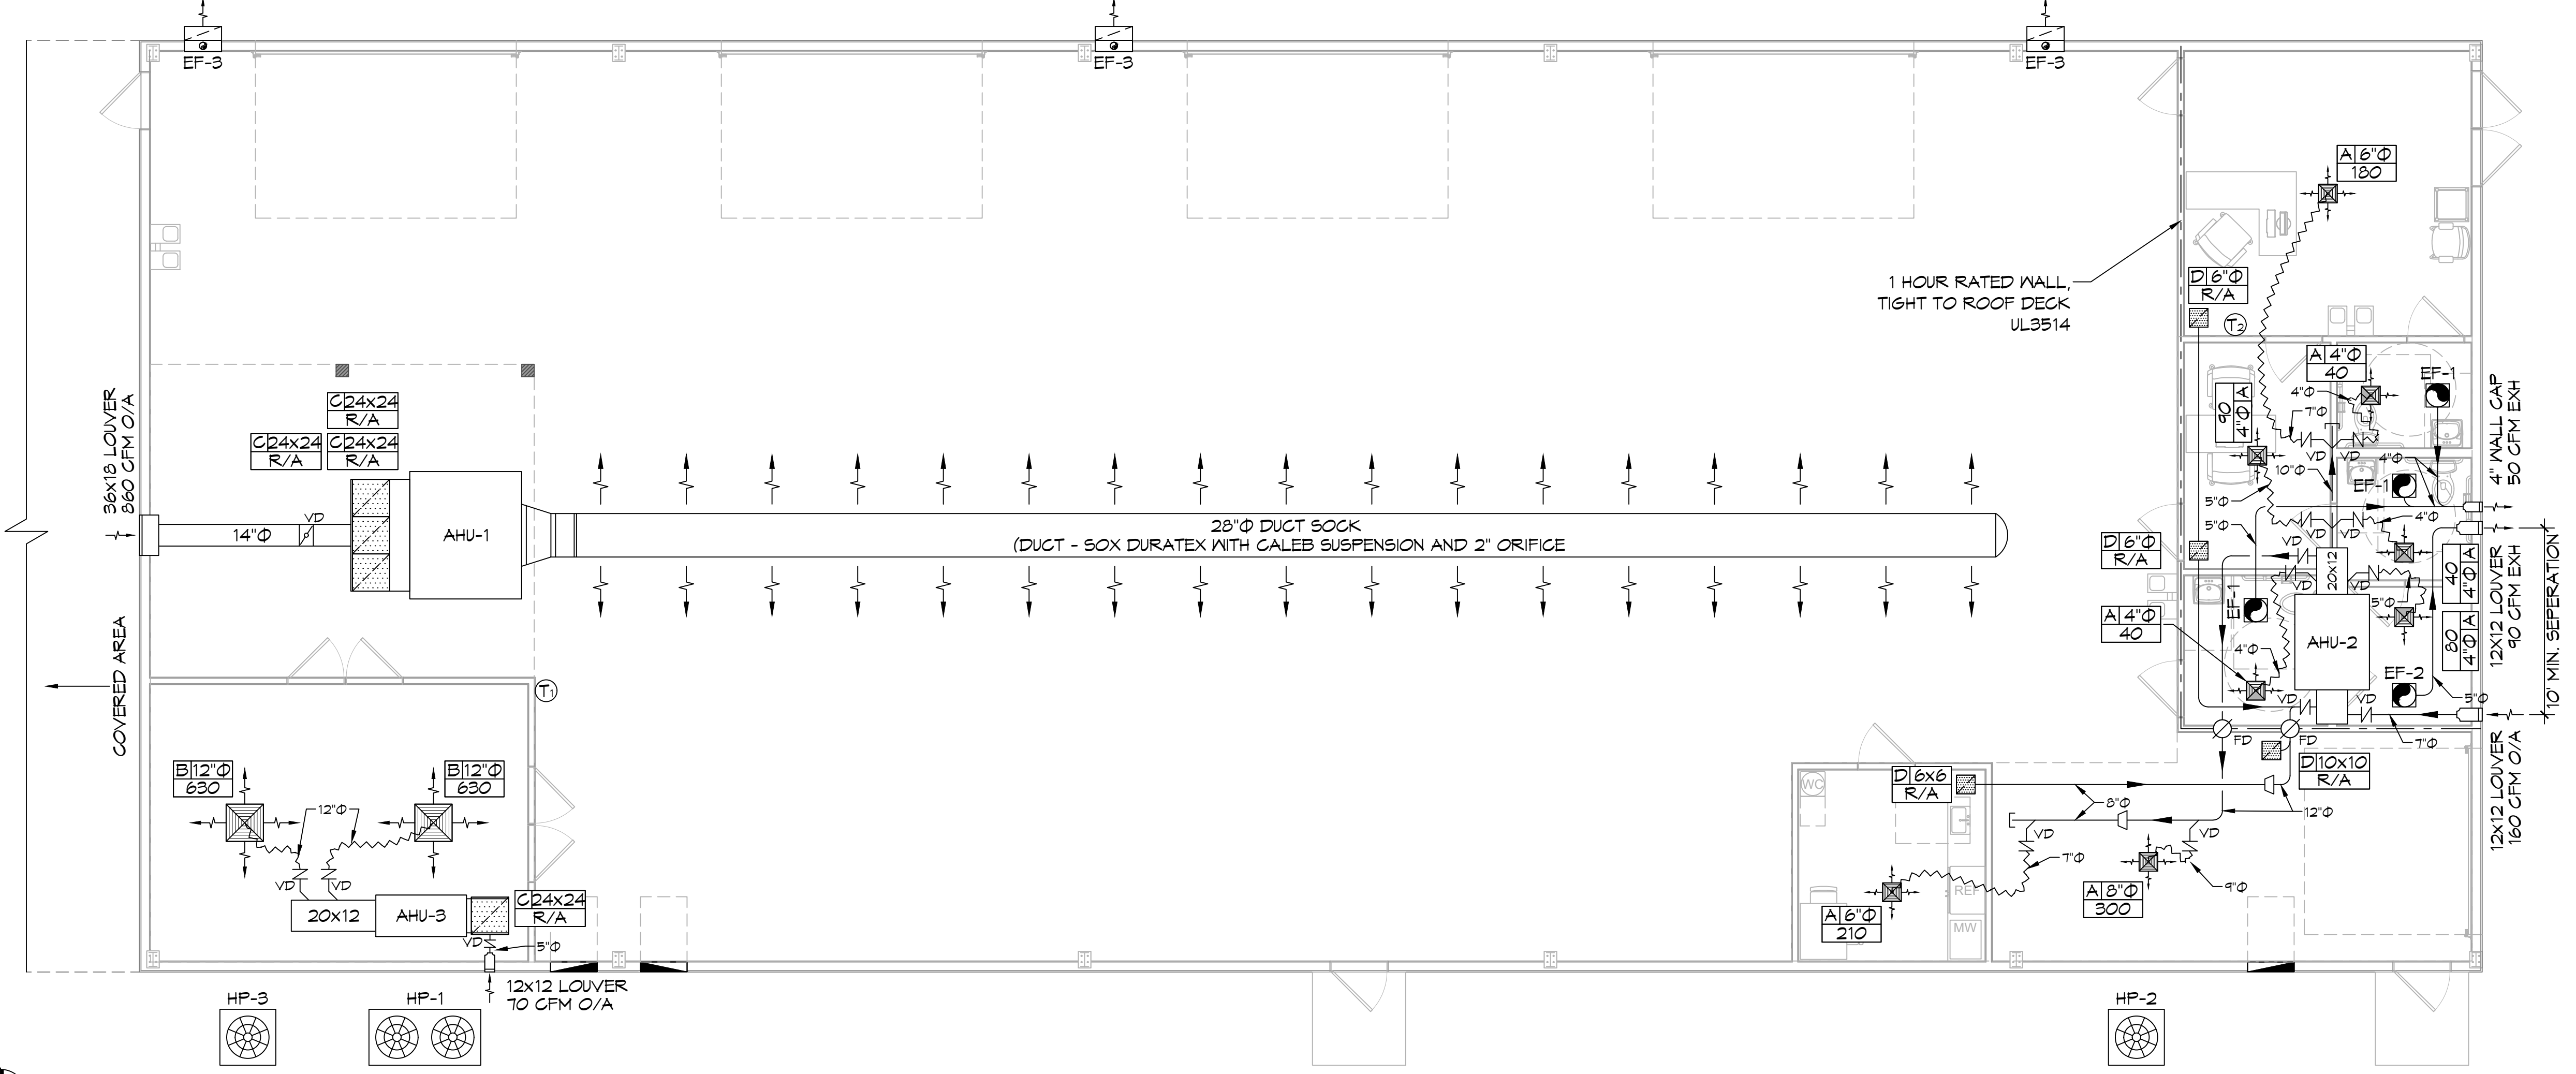 EF-3
EF-3
EF-3
A 6"Φ
180
1 HOUR RATED WALL,
TIGHT TO ROOF DECK
UL3514
D 6"Φ
R/A
T2
A 4"Φ
40
EF-1
4"Φ
7"Φ
90
4"Φ A
VD
VD
10"Φ
4"Φ
EF-1
5"Φ
5"Φ
4"Φ
VD
VD
VD
4" WALL CAP
50 CFM EXH
36x18 LOUVER
860 CFM O/A
C 24x24
R/A
C 24x24
R/A
C 24x24
R/A
14"Φ
VD
AHU-1
28"Φ DUCT SOCK
(DUCT - SOX DURATEX WITH CALEB SUSPENSION AND 2" ORIFICE
D 6"Φ
R/A
20x12
VD
VD
40
4"Φ A
12X12 LOUVER
90 CFM EXH
10' MIN. SEPERATION
A 4"Φ
40
EF-1
5"Φ
AHU-2
80
4"Φ A
4"Φ
EF-2
5"Φ
VD
VD
COVERED AREA
T1
FD
FD
7"Φ
12x12 LOUVER
160 CFM O/A
B 12"Φ
630
B 12"Φ
630
12"Φ
VD
VD
20x12
AHU-3
C 24x24
R/A
VD
5"Φ
12x12 LOUVER
70 CFM O/A
WC
D 6x6
R/A
D 10x10
R/A
8"Φ
12"Φ
VD
VD
7"Φ
9"Φ
REF
MW
A 6"Φ
210
A 8"Φ
300
HP-3
HP-1
HP-2